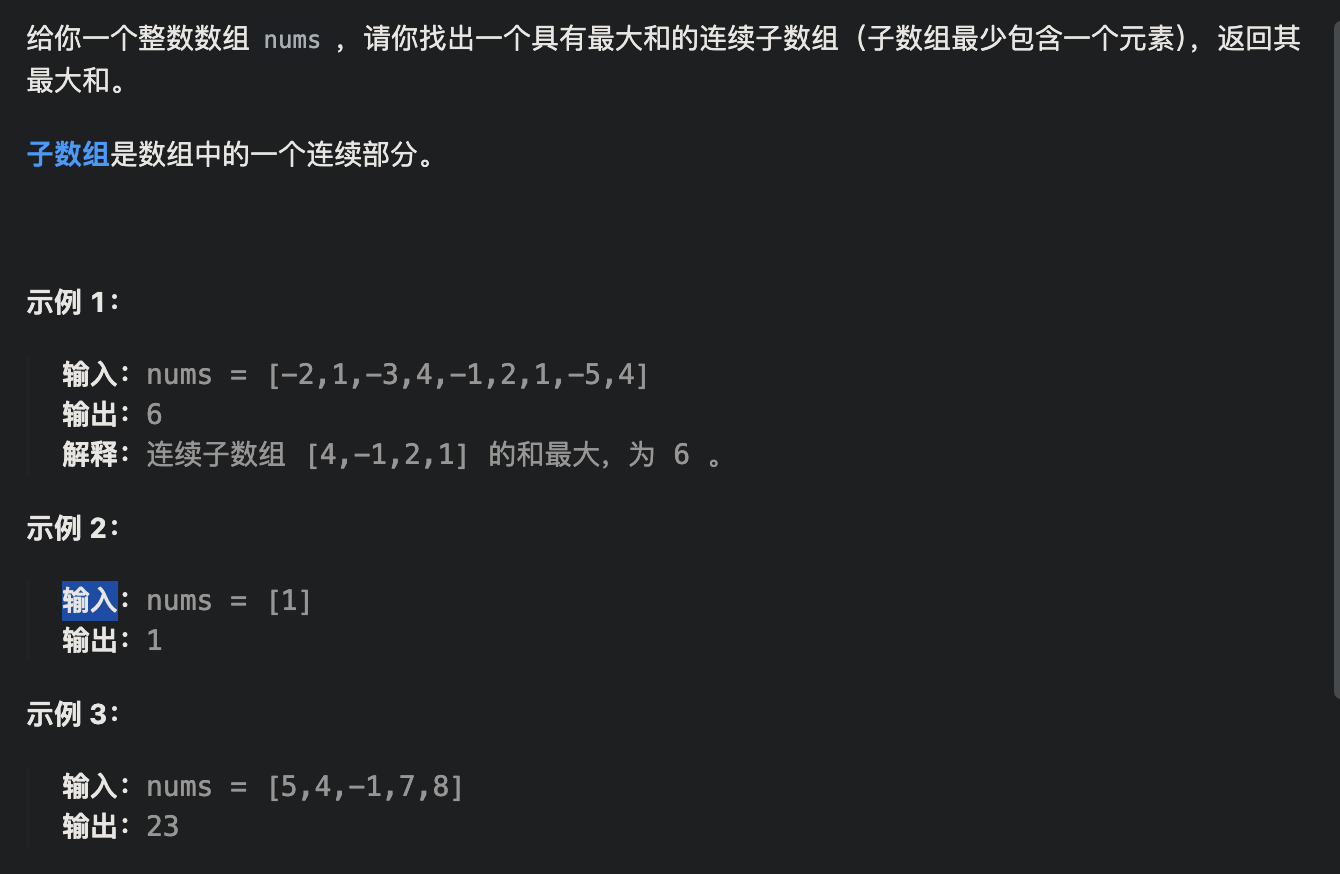 给你一个整数数组 nums ，请你找出一个具有最大和的连续子数组（子数组最少包含一个元素），返回其
最大和。
子数组是数组中的一个连续部分。
示例 1：
输入：nums = [-2,1,-3,4,-1,2,1,-5,4]
输出：6
解释：连续子数组 [4,-1,2,1] 的和最大，为 6 。
示例 2：
输入：nums = [1]
输出：1
示例 3：
输入：nums = [5,4,-1,7,8]
输出：23